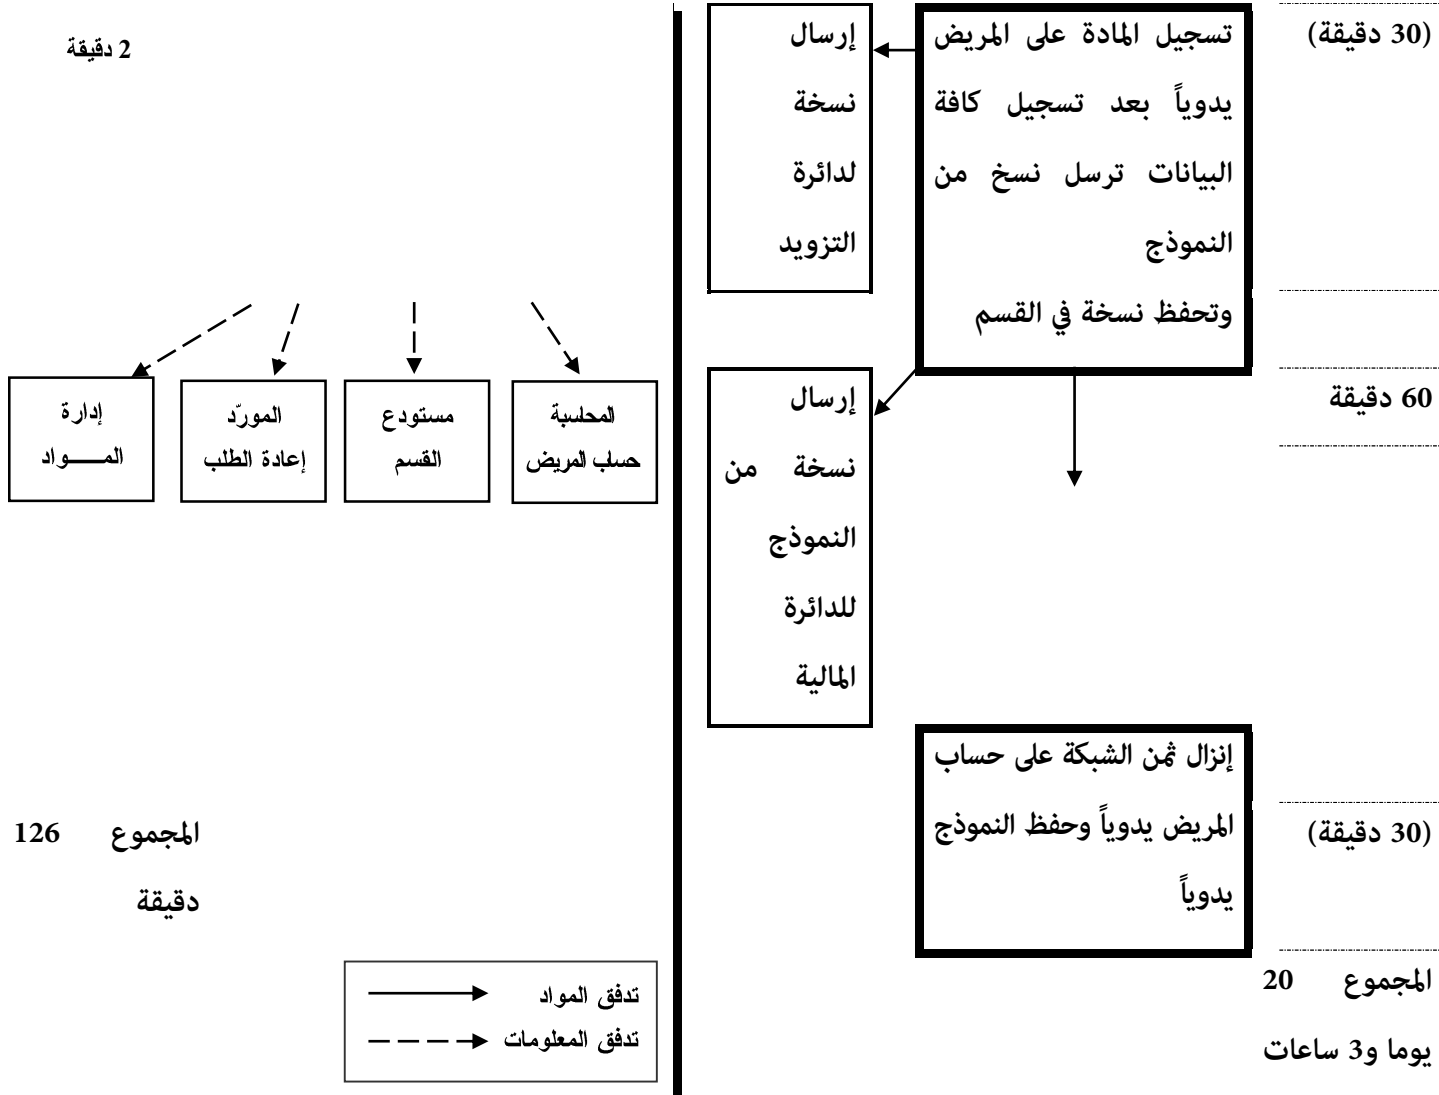 (30 دقيقة)
تسجيل المادة على المريض
يدوياً بعد تسجيل كافة
البيانات ترسل نسخ من
النموذج
وتحفظ نسخة في القسم
إرسال
نسخة
لدائرة
التزويد
60 دقيقة
إرسال
نسخة من
النموذج
للدائرة
المالية
إنزال ثمن الشبكة على حساب
المريض يدوياً وحفظ النموذج
يدوياً
(30 دقيقة)
المجموع 20
يوما و3 ساعات
2 دقيقة
المحاسبة
حساب المريض
مستودع
القسم
المورّد
إعادة الطلب
إدارة
المــــواد
المجموع 126
دقيقة
تدفق المواد
تدفق المعلومات